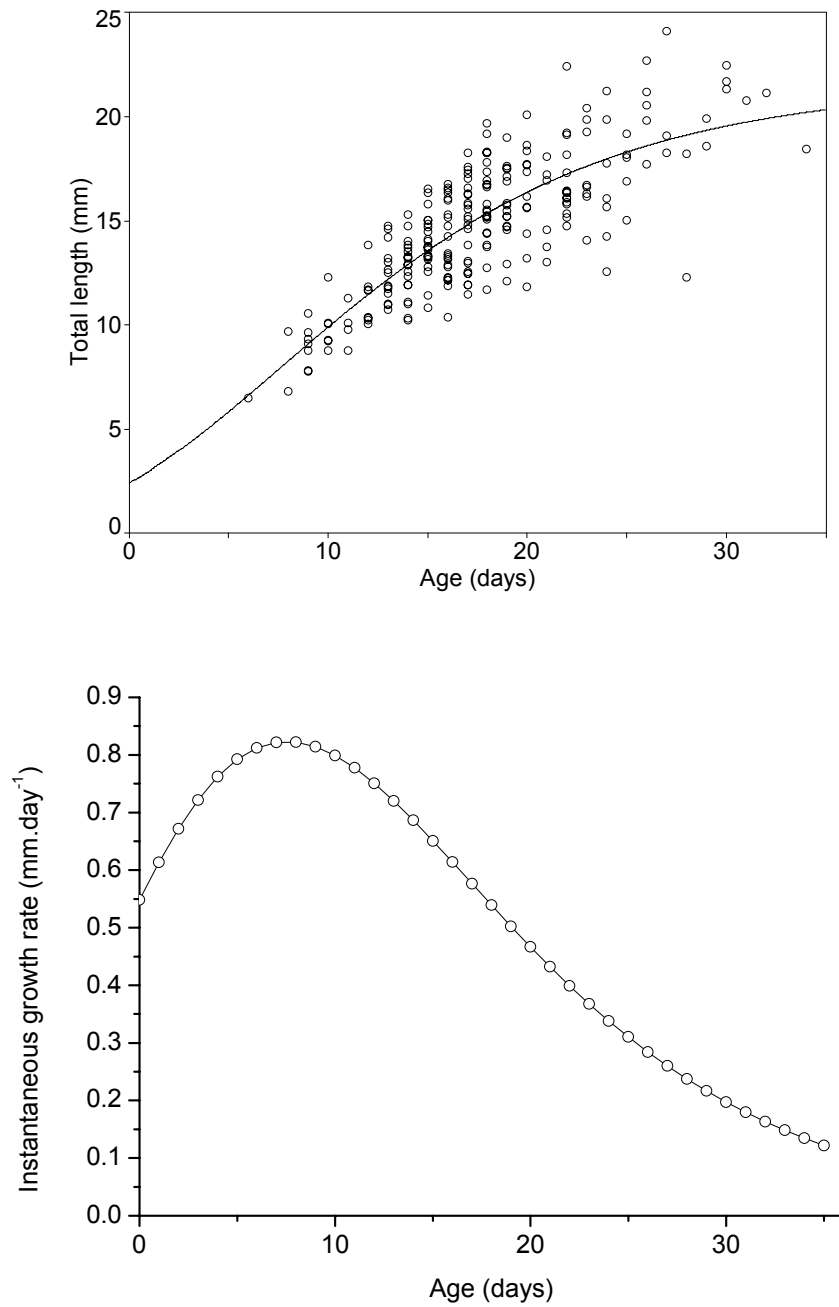 25
20
15
10
5
0
Total length (mm)
0 10 20 30
Age (days)
0.9
0.8
0.7
0.6
0.5
0.4
0.3
0.2
0.1
0.0
Instantaneous growth rate (mm.day⁻¹)
0 10 20 30
Age (days)